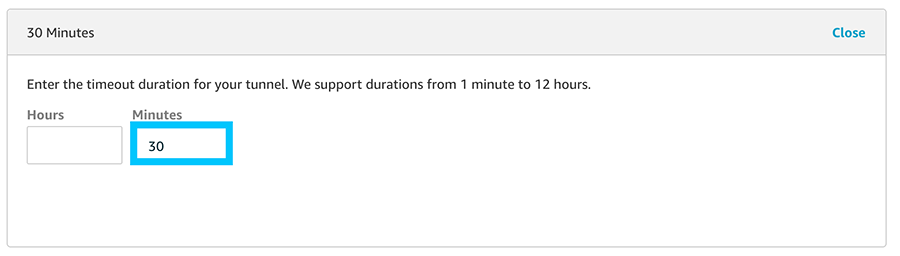 30 Minutes Close
Enter the timeout duration for your tunnel. We support durations from 1 minute to 12 hours.
Hours Minutes
30